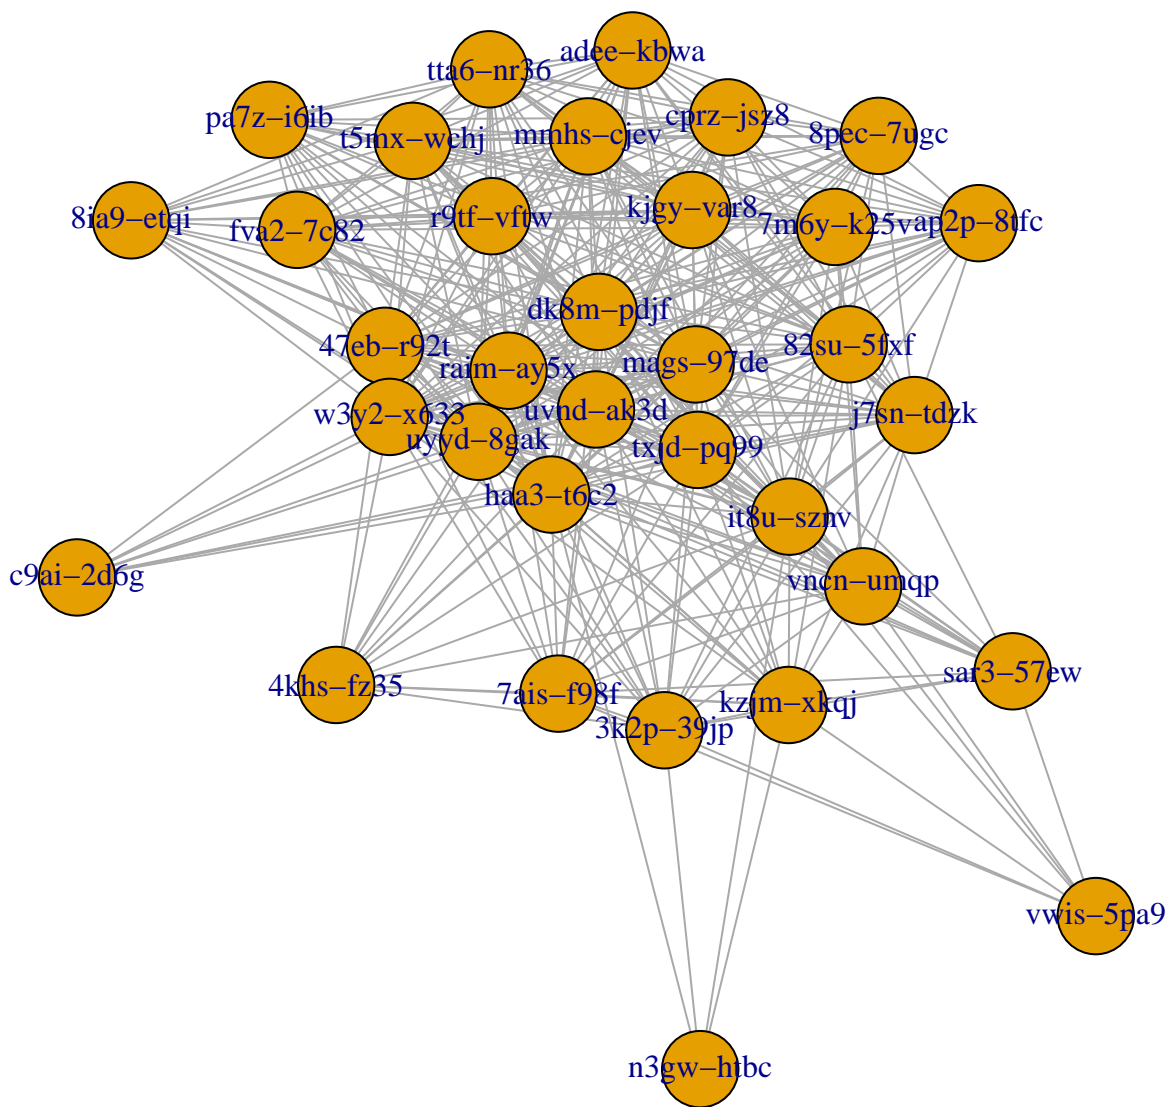 adee−kbwa
tta6−nr36
cprz−jsz8
pa7z−i6ib
t5mx−wchj
mmhs−cjev
8pec−7ugc
8ia9−etqi
fva2−7c82
r9tf−vftw
kjgy−var8
7m6y−k25v
ap2p−8tfc
dk8m−pdjf
47eb−r92t
raim−ay5x
mags−97de
82su−5fxf
w3y2−x633
uvnd−ak3d
j7sn−tdzk
uyyd−8gak
txjd−pq99
haa3−t6c2
it8u−sznv
c9ai−2d6g
vncn−umqp
4khs−fz35
7ais−f98f
3k2p−39jp
kzjm−xkqj
sar3−57ew
vwis−5pa9
n3gw−htbc